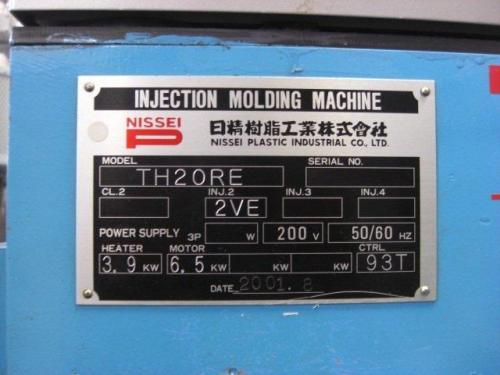 INJECTION MOLDING MACHINE
NISSEI
P
日精樹脂工業株式會社
NISSEI PLASTIC INDUSTRIAL CO., LTD.
MODEL SERIAL NO.
TH20RE
CL.2 INJ.2 INJ.3 INJ.4
2VE
POWER SUPPLY 3P W 200 V 50/60 HZ
HEATER MOTOR CTRL
3.9 KW 6.5 KW KW KW 93T
DATE 2001.8